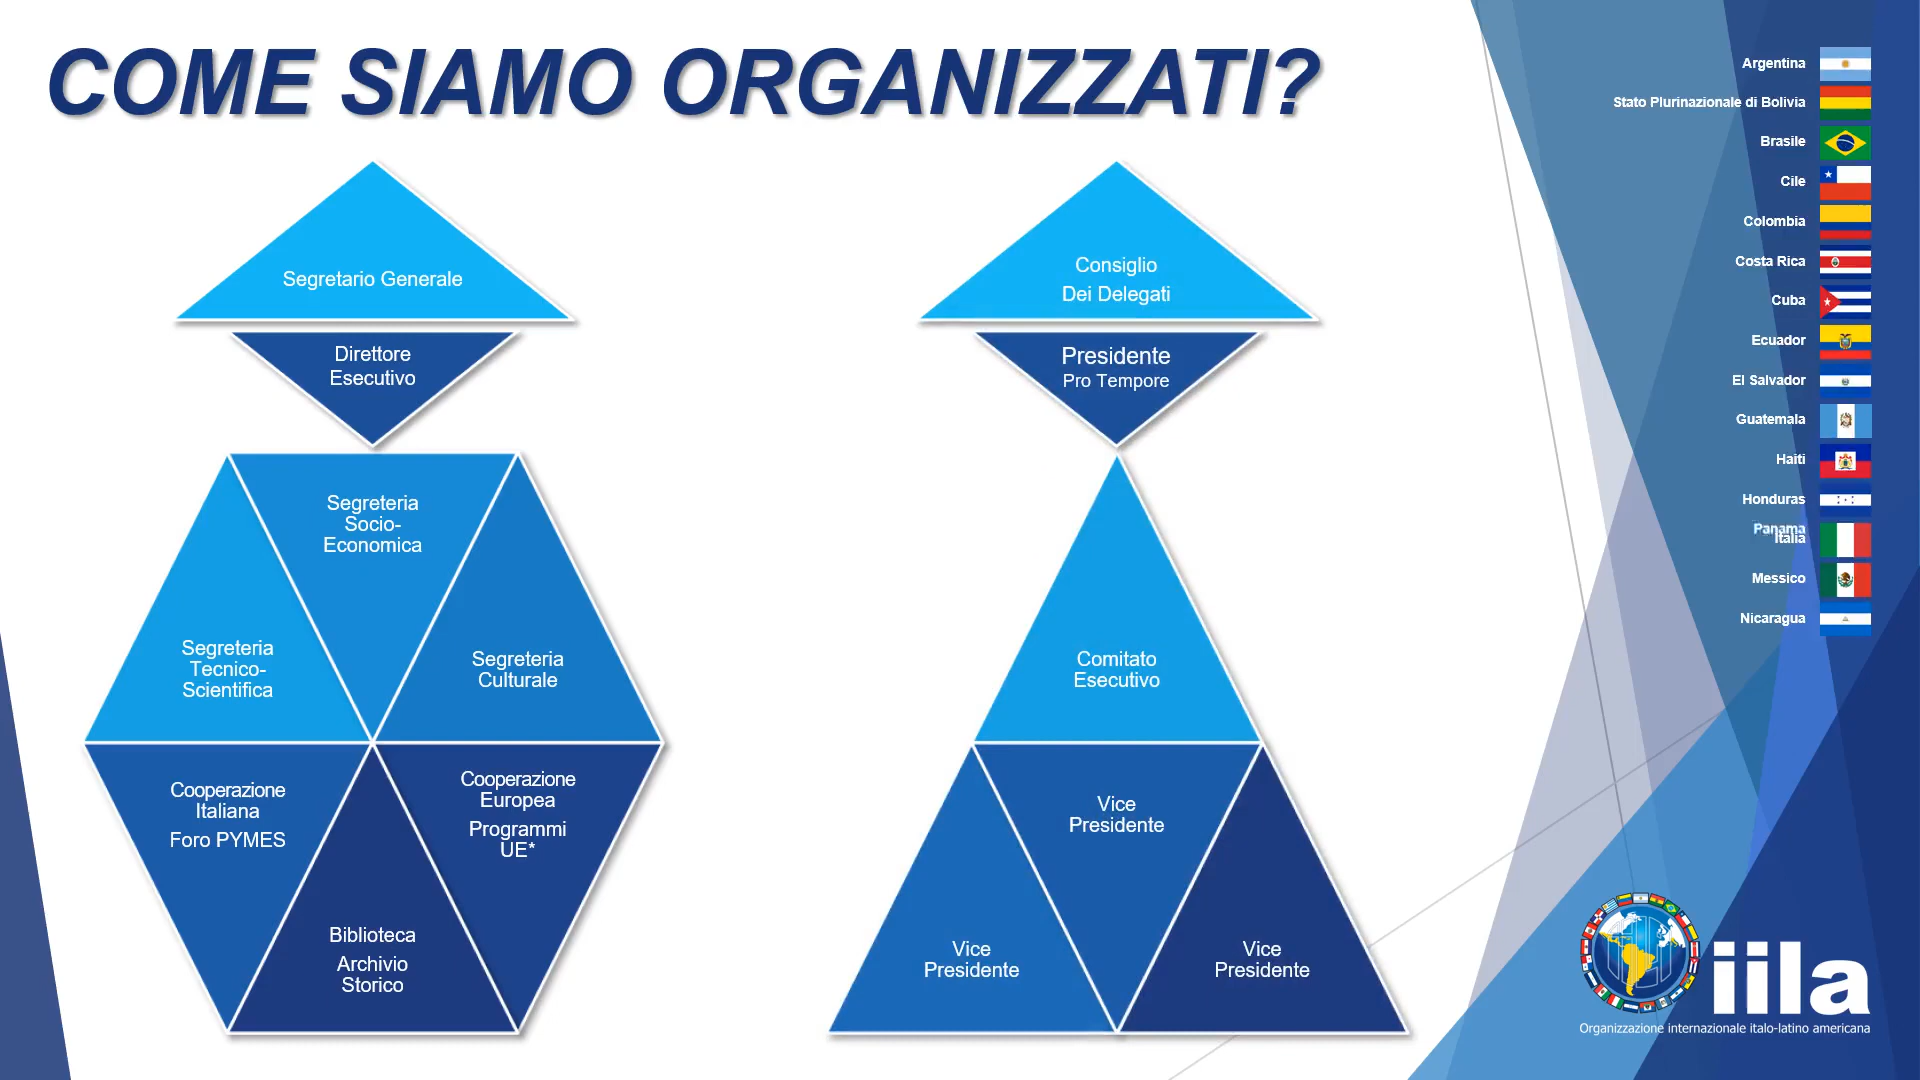 COME SIAMO ORGANIZZATI?
Segretario Generale
Direttore
Esecutivo
Segreteria
Socio-
Economica
Segreteria
Tecnico-
Scientifica
Segreteria
Culturale
Cooperazione
Italiana
Foro PYMES
Cooperazione
Europea
Programmi
UE*
Biblioteca
Archivio
Storico
Consiglio
Dei Delegati
Presidente
Pro Tempore
Comitato
Esecutivo
Vice
Presidente
Vice
Presidente
Vice
Presidente
Argentina
Stato Plurinazionale di Bolivia
Brasile
Cile
Colombia
Costa Rica
Cuba
Ecuador
El Salvador
Guatemala
Haiti
Honduras
Panama
Italia
Messico
Nicaragua
iila
Organizzazione internazionale italo-latino americana